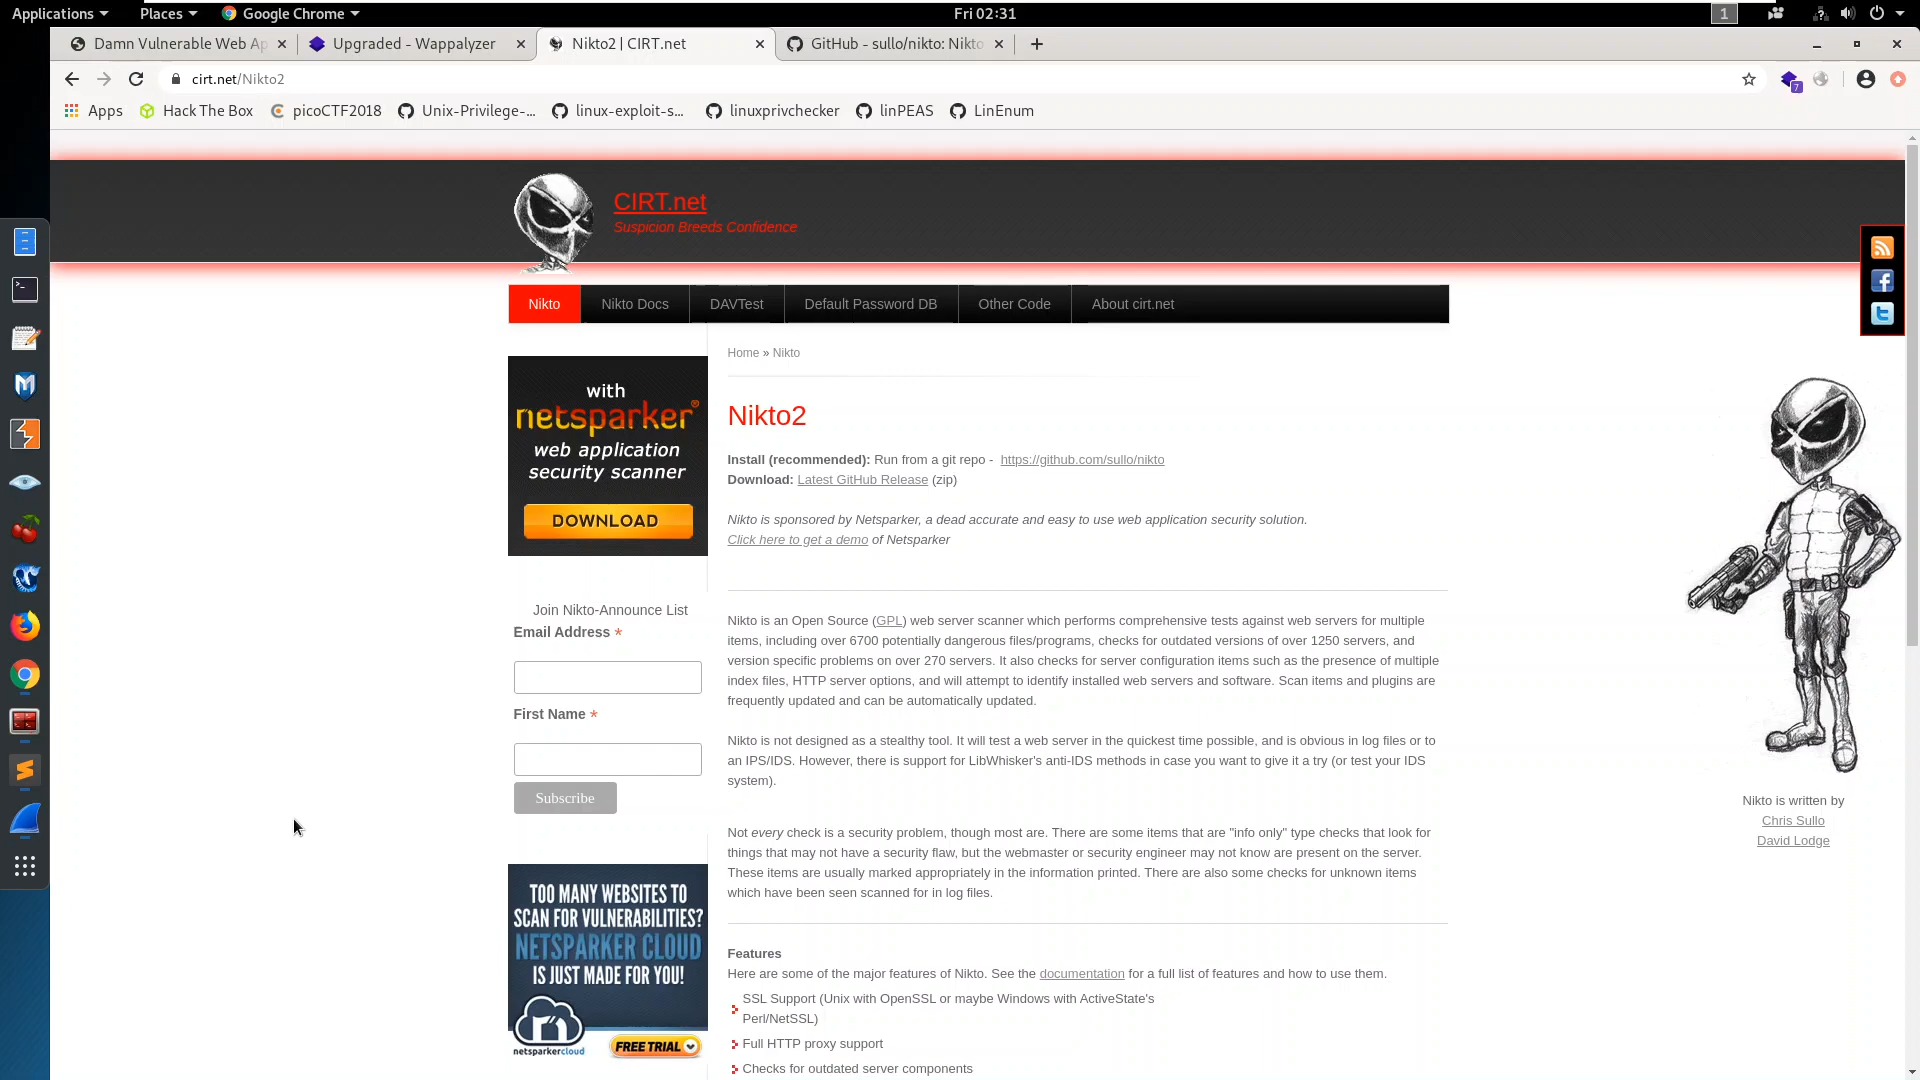 Applications
Places
Google Chrome
Fri 02:31
1
Damn Vulnerable Web Ap
Upgraded - Wappalyzer
Nikto2 | CIRT.net
GitHub - sullo/nikto: Nikto
cirt.net/Nikto2
7
Apps
Hack The Box
picoCTF2018
Unix-Privilege-...
linux-exploit-s...
linuxprivchecker
linPEAS
LinEnum
CIRT.net
Suspicion Breeds Confidence
Nikto
Nikto Docs
DAVTest
Default Password DB
Other Code
About cirt.net
with
netsparker®
web application
security scanner
DOWNLOAD
Join Nikto-Announce List
Email Address *
First Name *
Subscribe
TOO MANY WEBSITES TO
SCAN FOR VULNERABILITIES?
NETSPARKER CLOUD
IS JUST MADE FOR YOU!
netsparkercloud
FREE TRIAL
Home » Nikto
Nikto2
Install (recommended): Run from a git repo - https://github.com/sullo/nikto
Download: Latest GitHub Release (zip)
Nikto is sponsored by Netsparker, a dead accurate and easy to use web application security solution.
Click here to get a demo of Netsparker
Nikto is an Open Source (GPL) web server scanner which performs comprehensive tests against web servers for multiple
items, including over 6700 potentially dangerous files/programs, checks for outdated versions of over 1250 servers, and
version specific problems on over 270 servers. It also checks for server configuration items such as the presence of multiple
index files, HTTP server options, and will attempt to identify installed web servers and software. Scan items and plugins are
frequently updated and can be automatically updated.
Nikto is not designed as a stealthy tool. It will test a web server in the quickest time possible, and is obvious in log files or to
an IPS/IDS. However, there is support for LibWhisker's anti-IDS methods in case you want to give it a try (or test your IDS
system).
Not every check is a security problem, though most are. There are some items that are "info only" type checks that look for
things that may not have a security flaw, but the webmaster or security engineer may not know are present on the server.
These items are usually marked appropriately in the information printed. There are also some checks for unknown items
which have been seen scanned for in log files.
Features
Here are some of the major features of Nikto. See the documentation for a full list of features and how to use them.
SSL Support (Unix with OpenSSL or maybe Windows with ActiveState's
Perl/NetSSL)
Full HTTP proxy support
Checks for outdated server components
Nikto is written by
Chris Sullo
David Lodge